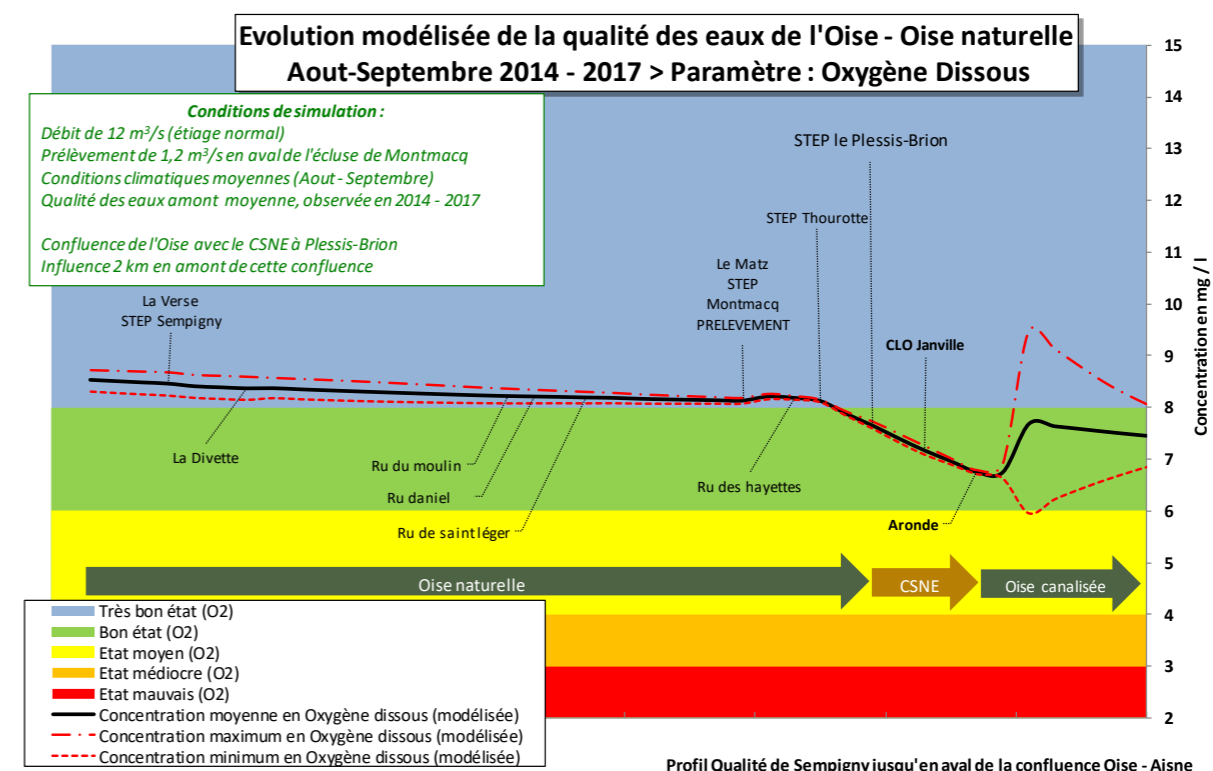 Evolution modélisée de la qualité des eaux de l'Oise - Oise naturelle
Aout-Septembre 2014 - 2017 > Paramètre : Oxygène Dissous
Conditions de simulation :
Débit de 12 m³/s (étiage normal)
Prélèvement de 1,2 m³/s en aval de l'écluse de Montmacq
Conditions climatiques moyennes (Aout - Septembre)
Qualité des eaux amont moyenne, observée en 2014 - 2017
Confluence de l'Oise avec le CSNE à Plessis-Brion
Influence 2 km en amont de cette confluence
La Verse
STEP Sempigny
La Divette
Ru du moulin
Ru daniel
Ru de saint léger
Le Matz
STEP
Montmacq
PRELEVEMENT
Ru des hayettes
STEP Thourotte
STEP le Plessis-Brion
CLO Janville
Aronde
Oise naturelle
CSNE
Oise canalisée
15
14
13
12
11
10
9
8
7
6
5
4
3
2
Concentration en mg / l
Très bon état (O2)
Bon état (O2)
Etat moyen (O2)
Etat médiocre (O2)
Etat mauvais (O2)
Concentration moyenne en Oxygène dissous (modélisée)
Concentration maximum en Oxygène dissous (modélisée)
Concentration minimum en Oxygène dissous (modélisée)
Profil Qualité de Sempigny jusqu'en aval de la confluence Oise - Aisne